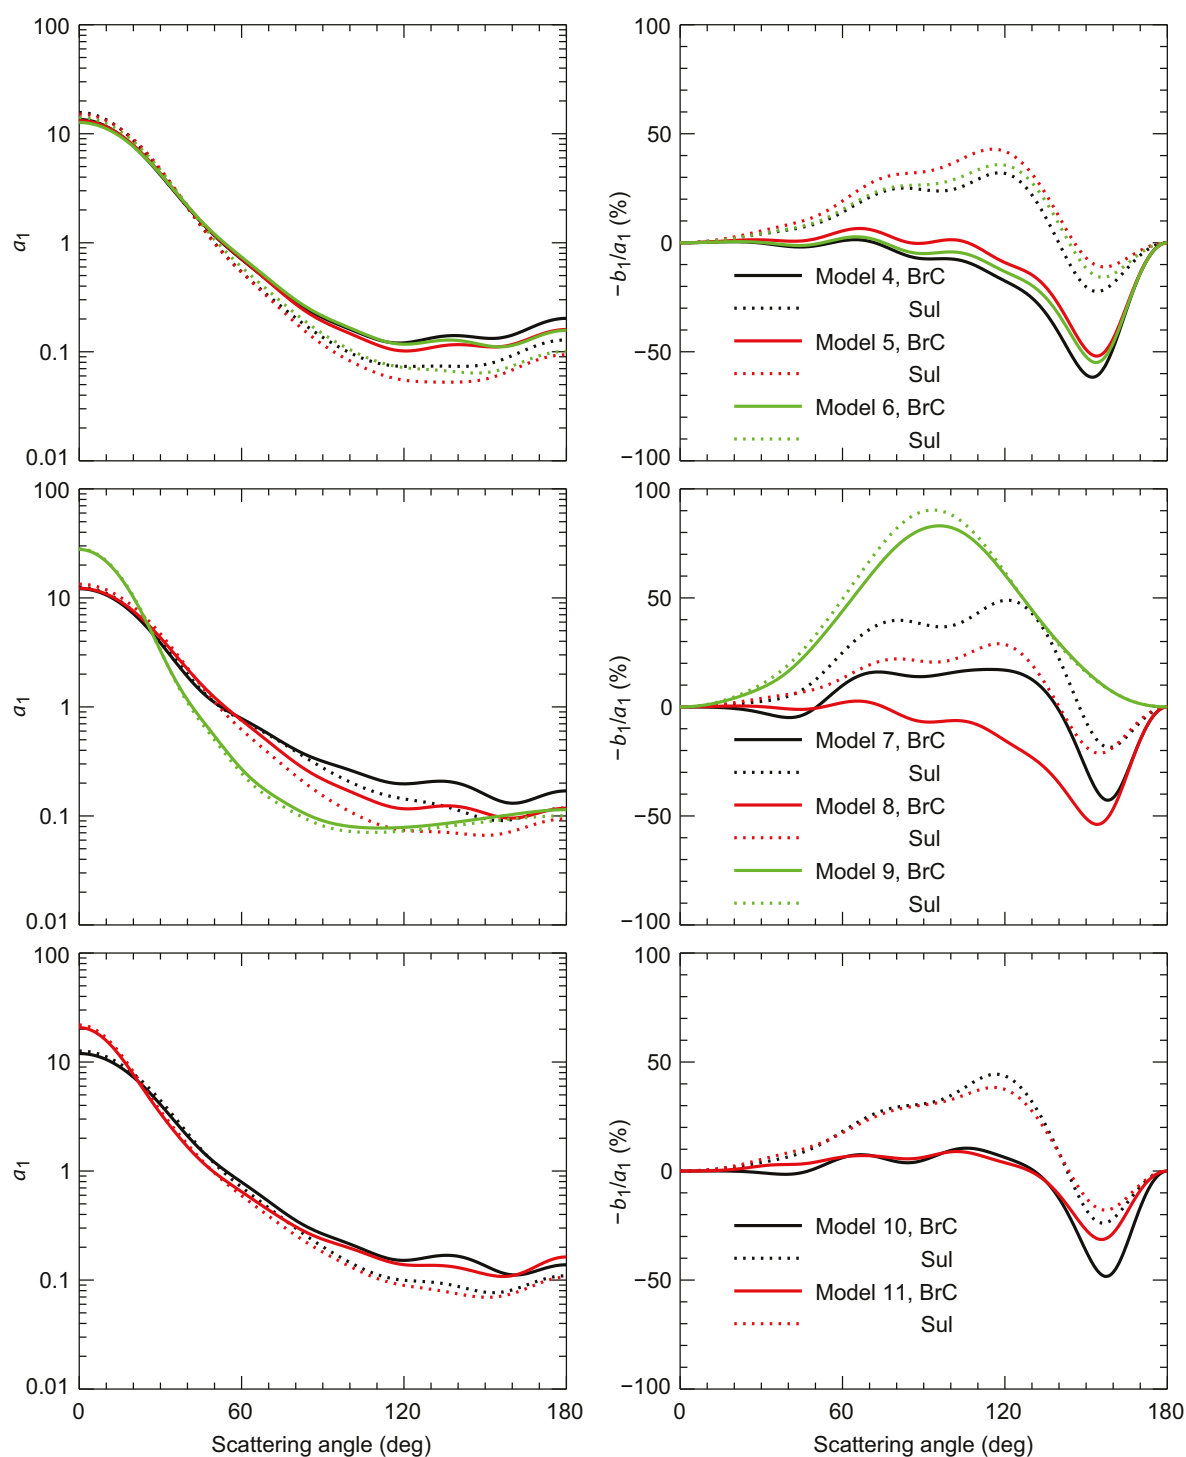 100
10
1
0.1
0.01
a1
100
50
0
−50
−100
−b1/a1 (%)
Model 4, BrC
Sul
Model 5, BrC
Sul
Model 6, BrC
Sul
100
10
1
0.1
0.01
a1
100
50
0
−50
−100
−b1/a1 (%)
Model 7, BrC
Sul
Model 8, BrC
Sul
Model 9, BrC
Sul
100
10
1
0.1
0.01
a1
0 60 120 180
Scattering angle (deg)
100
50
0
−50
−100
−b1/a1 (%)
Model 10, BrC
Sul
Model 11, BrC
Sul
0 60 120 180
Scattering angle (deg)